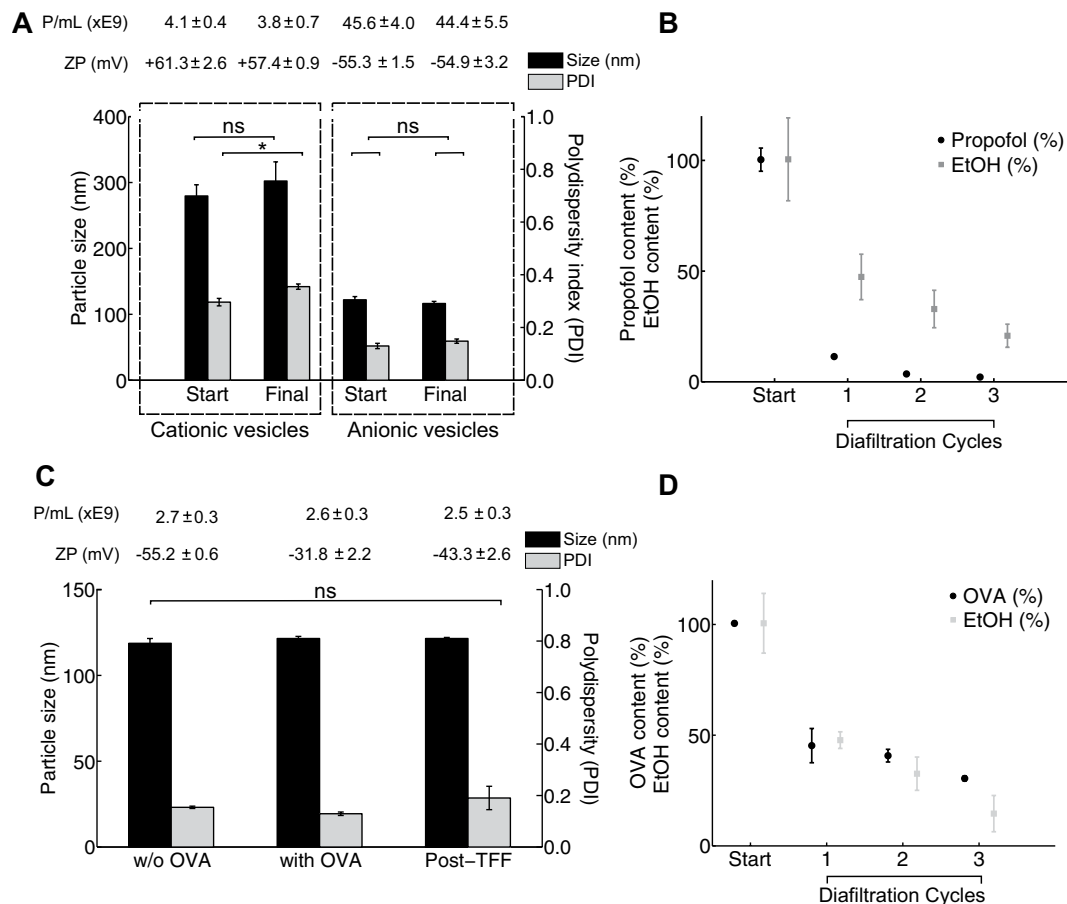 A
P/mL (xE9) 4.1±0.4 3.8±0.7 45.6±4.0 44.4±5.5
ZP (mV) +61.3±2.6 +57.4±0.9 -55.3 ±1.5 -54.9±3.2
Size (nm)
PDI
400
300
200
100
0
Particle size (nm)
ns
*
ns
1.0
0.8
0.6
0.4
0.2
0.0
Polydispersity index (PDI)
Start Final Start Final
Cationic vesicles Anionic vesicles
B
Propofol (%)
EtOH (%)
100
50
0
Propofol content (%)
EtOH content (%)
Start 1 2 3
Diafiltration Cycles
C
P/mL (xE9) 2.7±0.3 2.6±0.3 2.5 ±0.3
ZP (mV) -55.2 ±0.6 -31.8 ±2.2 -43.3±2.6
Size (nm)
PDI
150
100
50
0
Particle size (nm)
ns
1.0
0.8
0.6
0.4
0.2
0.0
Polydispersity (PDI)
w/o OVA with OVA Post–TFF
D
OVA (%)
EtOH (%)
100
50
0
OVA content (%)
EtOH content (%)
Start 1 2 3
Diafiltration Cycles